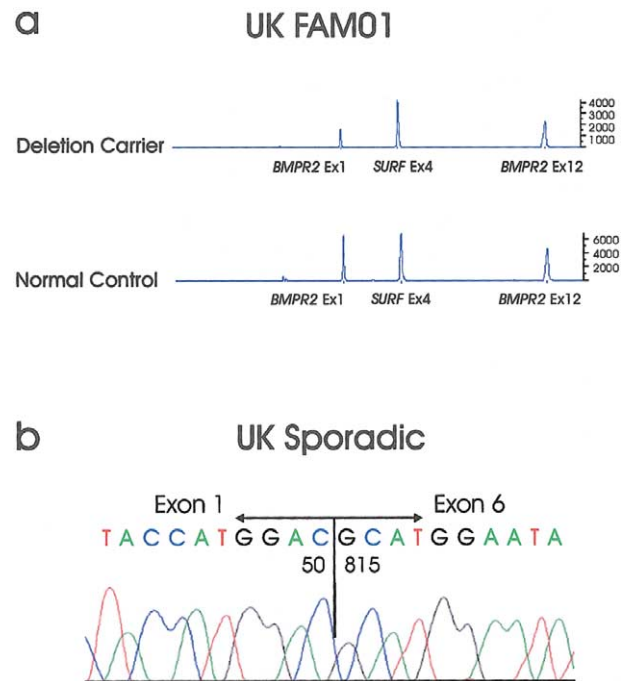 a UK FAM01
4000
3000
2000
1000
Deletion Carrier
BMPR2 Ex1 SURF Ex4 BMPR2 Ex12
6000
4000
2000
Normal Control
BMPR2 Ex1 SURF Ex4 BMPR2 Ex12
b UK Sporadic
Exon 1 Exon 6
TACCATGGACGCATGGAATA
50 815